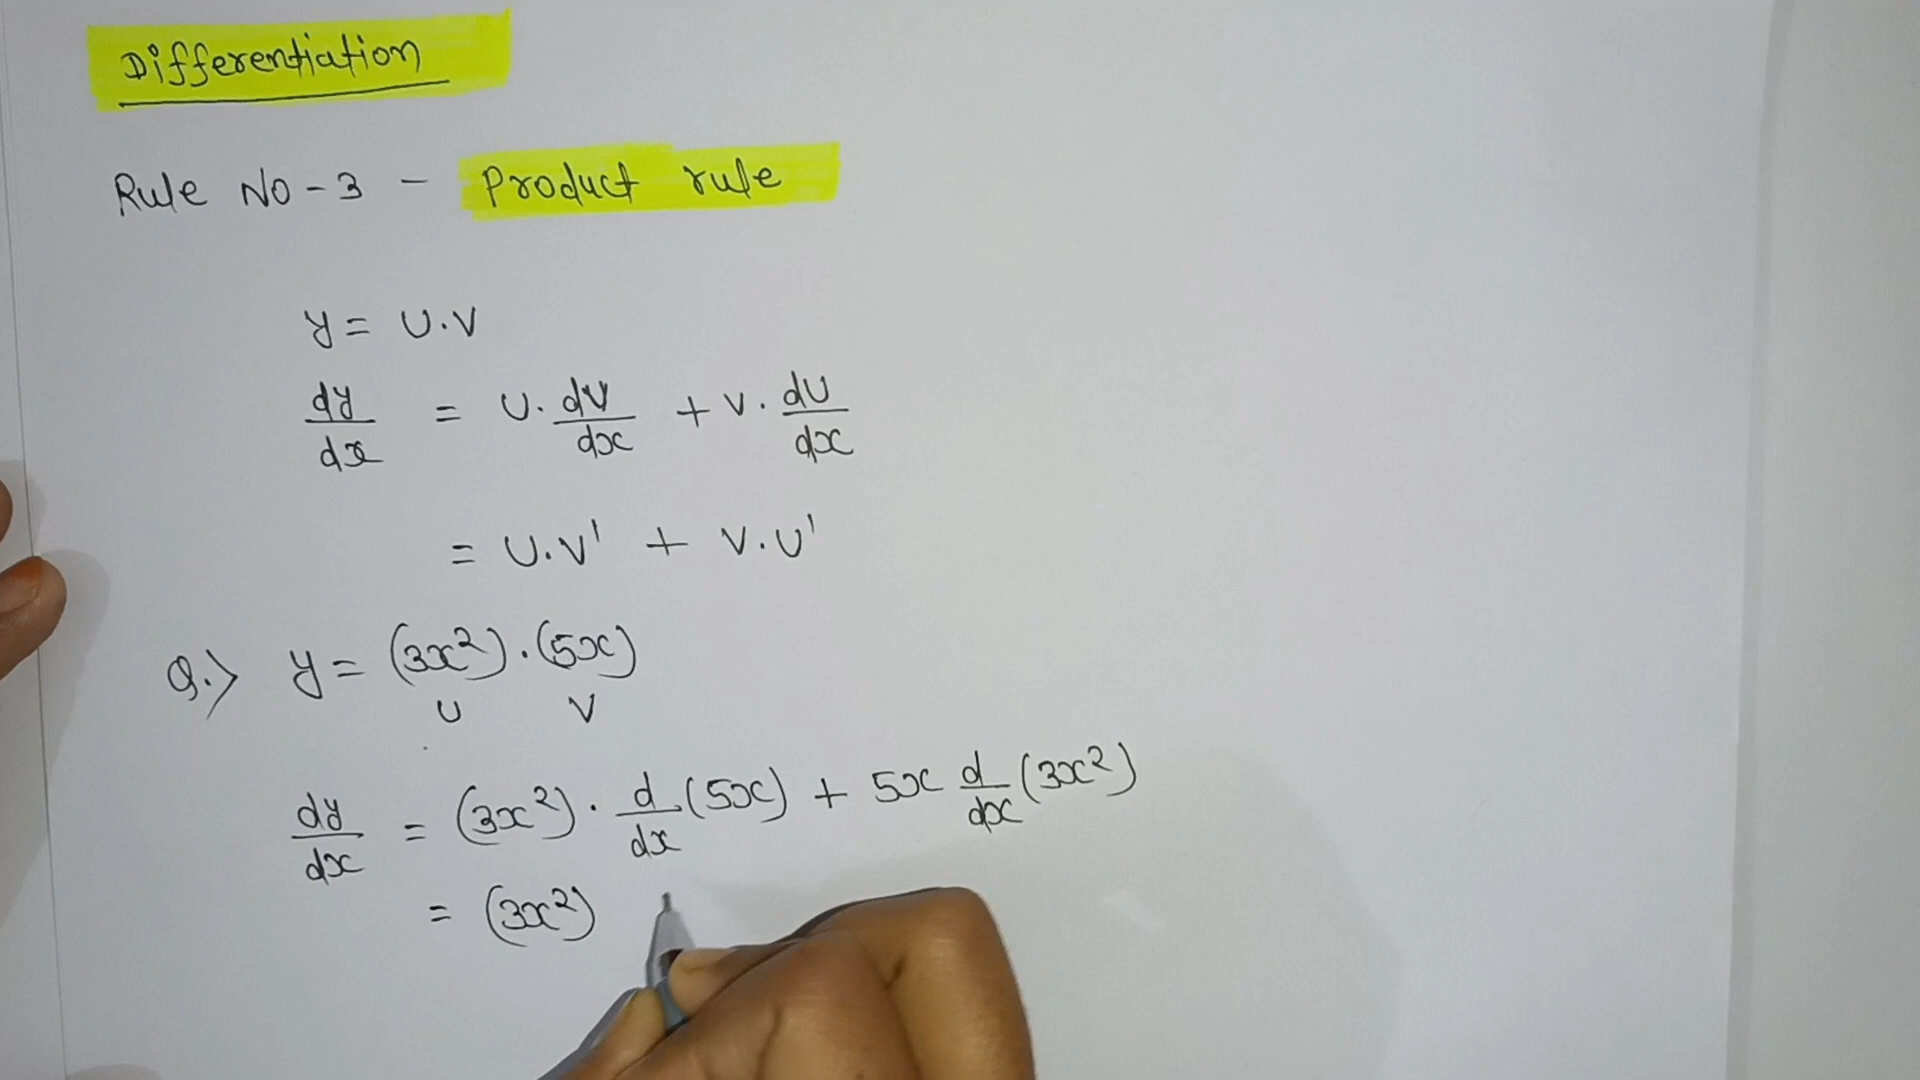 Differentiation
Rule No-3 - Product rule
y = U.V
dy/dx = U. dV/dx + V. dU/dx
= U.V' + V.U'
Q.) y = (3x²).(5x)
U V
dy/dx = (3x²). d/dx (5x) + 5x d/dx (3x²)
= (3x²)